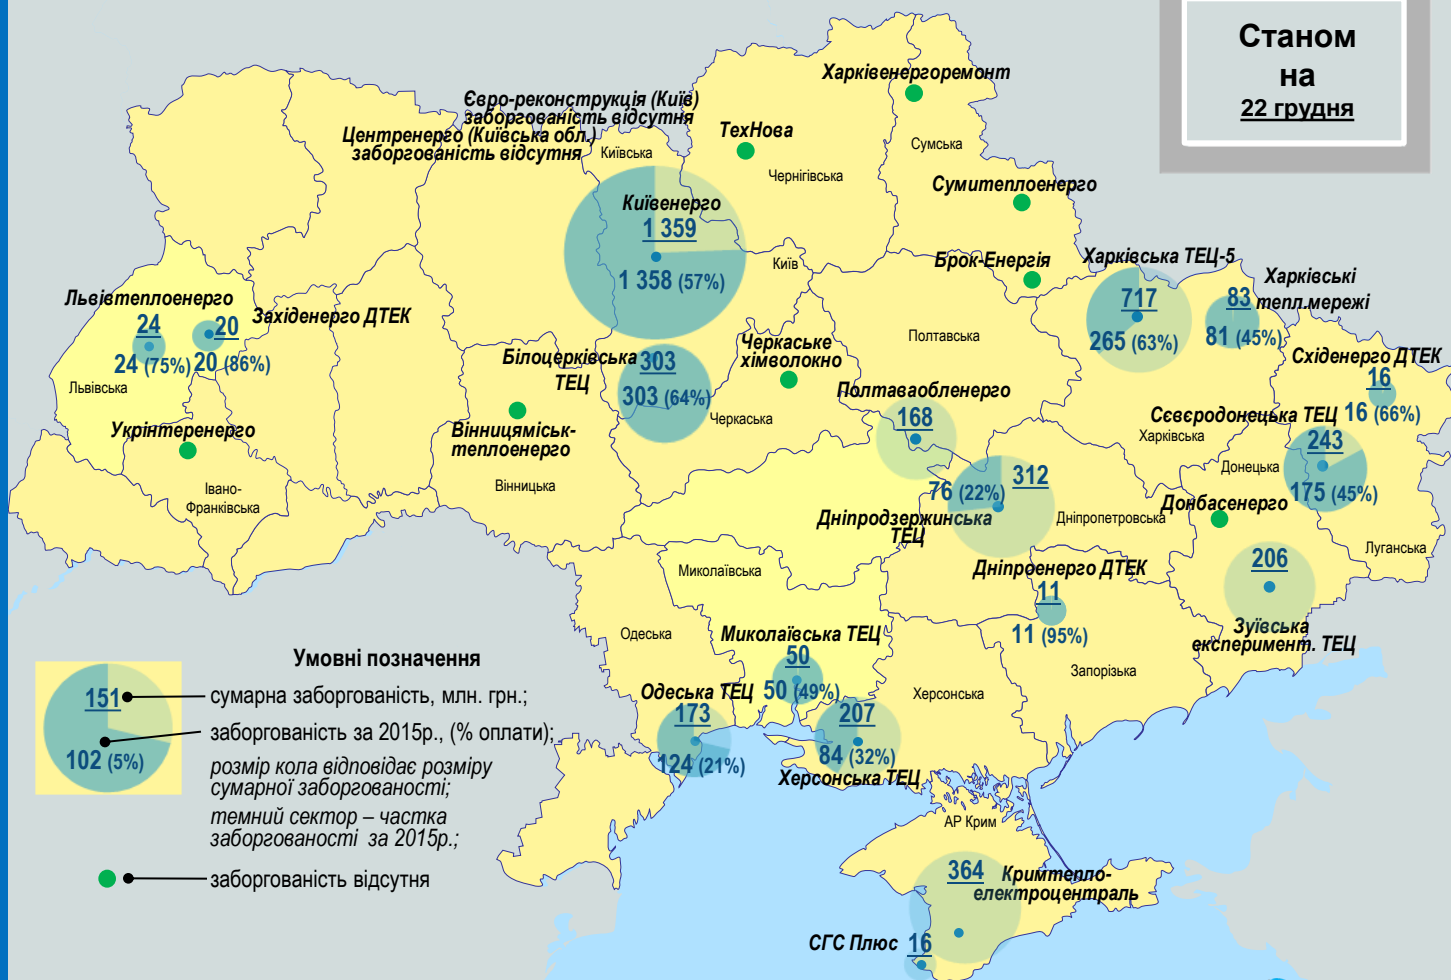 Станом
на
22 грудня
Харківенергоремонт
Євро-реконструкція (Київ)
заборгованість відсутня
Центренерго (Київська обл.)
заборгованість відсутня
ТехНова
Київська
Сумська
Чернігівська
Сумитеплоенерго
Київенерго
1 359
1 358 (57%)
Київ
Брок-Енергія
Харківська ТЕЦ-5
717
265 (63%)
Харківські
тепл.мережі
83
81 (45%)
Львівтеплоенерго
24
24 (75%)
Західенерго ДТЕК
20
20 (86%)
Львівська
Білоцерківська
ТЕЦ
303
303 (64%)
Черкаське
хімволокно
Черкаська
Полтавська
Полтаваобленерго
168
Східенерго ДТЕК
16
16 (66%)
Сєвєродонецька ТЕЦ
243
175 (45%)
Харківська
Донецька
Укрінтеренерго
Івано-
Франківська
Вінницяміськ-
теплоенерго
Вінницька
312
76 (22%)
Дніпродзержинська
ТЕЦ
Дніпропетровська
Донбасенерго
Луганська
Миколаївська
Дніпроенерго ДТЕК
11
11 (95%)
206
Зуївська
експеримент. ТЕЦ
Одеська
Миколаївська ТЕЦ
50
50 (49%)
Запорізька
Херсонська
Одеська ТЕЦ
173
124 (21%)
207
84 (32%)
Херсонська ТЕЦ
Умовні позначення
151
102 (5%)
сумарна заборгованість, млн. грн.;
заборгованість за 2015р., (% оплати);
розмір кола відповідає розміру
сумарної заборгованості;
темний сектор – частка
заборгованості за 2015р.;
заборгованість відсутня
АР Крим
364
Кримтепло-
електроцентраль
СГС Плюс
16